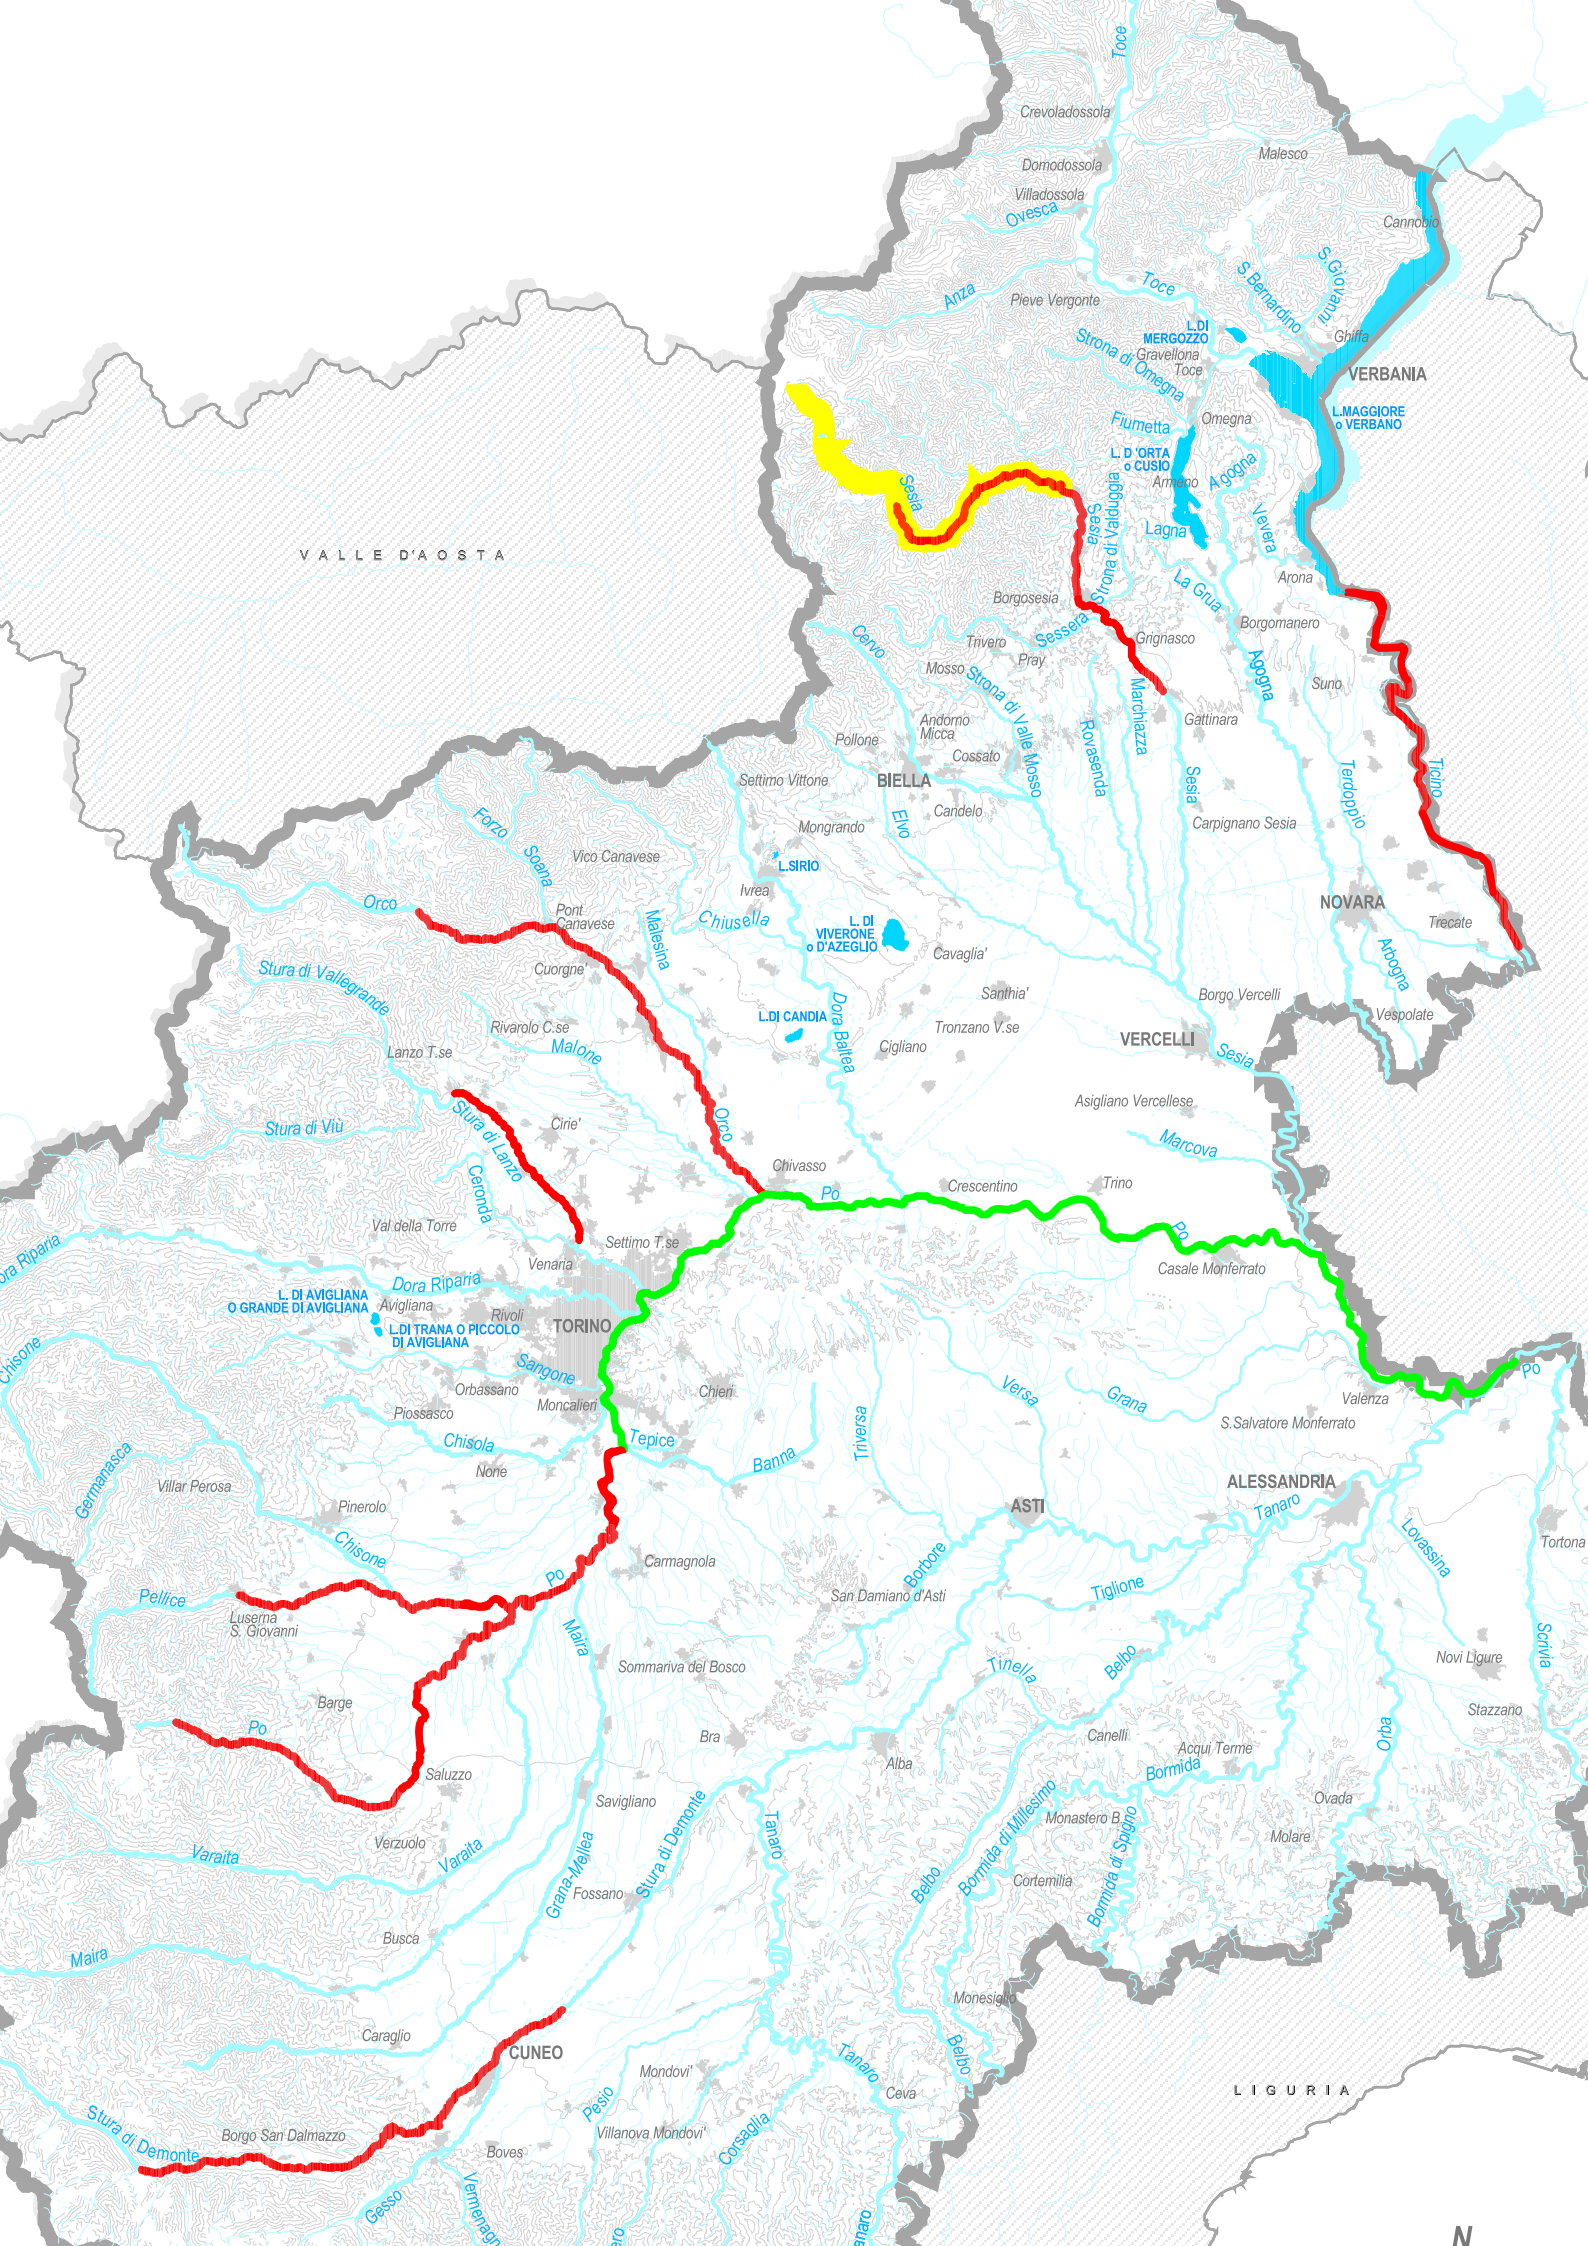 Toce
Crevoladossola
Malesco
Domodossola
Villadossola
Ovesca
Cannobio
S.Giovanni
S.Bernardino
Toce
Anza
Pieve Vergonte
L.DI
MERGOZZO
Ghiffa
Strona di Omegna
Gravellona
Toce
VERBANIA
L.MAGGIORE
o VERBANO
Omegna
Fiumetta
L. D 'ORTA
o CUSIO
Agogna
Armeno
Sesia
Sesia
Strona di Valduggia
Lagna
Vevera
VALLE D'AOSTA
Arona
La Grua
Borgosesia
Borgomanero
Sessera
Cervo
Trivero
Grignasco
Pray
Mosso
Agogna
Suno
Strona di Valle Mosso
Marchiazza
Andorno
Micca
Gattinara
Rovasenda
Pollone
Cossato
Settimo Vittone
BIELLA
Sesia
Terdoppio
Ticino
Candelo
Elvo
Mongrando
Carpignano Sesia
Forzo
Soana
Vico Canavese
L.SIRIO
Ivrea
Orco
NOVARA
Pont
Canavese
Chiusella
Malesina
L. DI
VIVERONE
o D'AZEGLIO
Trecate
Cavaglia'
Arbogna
Cuorgne'
Stura di Vallegrande
Santhia'
Borgo Vercelli
L.DI CANDIA
Dora Baltea
Vespolate
Rivarolo C.se
Tronzano V.se
Malone
VERCELLI
Cigliano
Lanzo T.se
Sesia
Asigliano Vercellese
Stura di Lanzo
Cirie'
Orco
Stura di Viù
Marcova
Chivasso
Ceronda
Crescentino
Trino
Po
Val della Torre
Settimo T.se
Po
Dora Riparia
Venaria
Casale Monferrato
Dora Riparia
L. DI AVIGLIANA
O GRANDE DI AVIGLIANA
Avigliana
Rivoli
TORINO
L.DI TRANA O PICCOLO
DI AVIGLIANA
Chisone
Sangone
Po
Orbassano
Chieri
Versa
Grana
Valenza
Moncalieri
Piossasco
S.Salvatore Monferrato
Triversa
Tepice
Chisola
Banna
None
Germanasca
Villar Perosa
ALESSANDRIA
Pinerolo
ASTI
Tanaro
Chisone
Lovassina
Tortona
Carmagnola
Borbore
Po
Tiglione
San Damiano d'Asti
Pellice
Luserna
S. Giovanni
Maira
Scrivia
Belbo
Novi Ligure
Sommariva del Bosco
Tinella
Barge
Stazzano
Po
Bra
Canelli
Orba
Acqui Terme
Alba
Bormida
Saluzzo
Savigliano
Ovada
Tanaro
Bormida di Millesimo
Monastero B.
Molare
Verzuolo
Stura di Demonte
Varaita
Varaita
Grana-Mellea
Cortemilia
Bormida di Spigno
Belbo
Fossano
Busca
Maira
Monesiglio
Caraglio
CUNEO
Belbo
Tanaro
Mondovi'
Ceva
LIGURIA
Pesio
Stura di Demonte
Borgo San Dalmazzo
Villanova Mondovi'
Corsaglia
Boves
Gesso
Vermenagn
ero
anaro
N